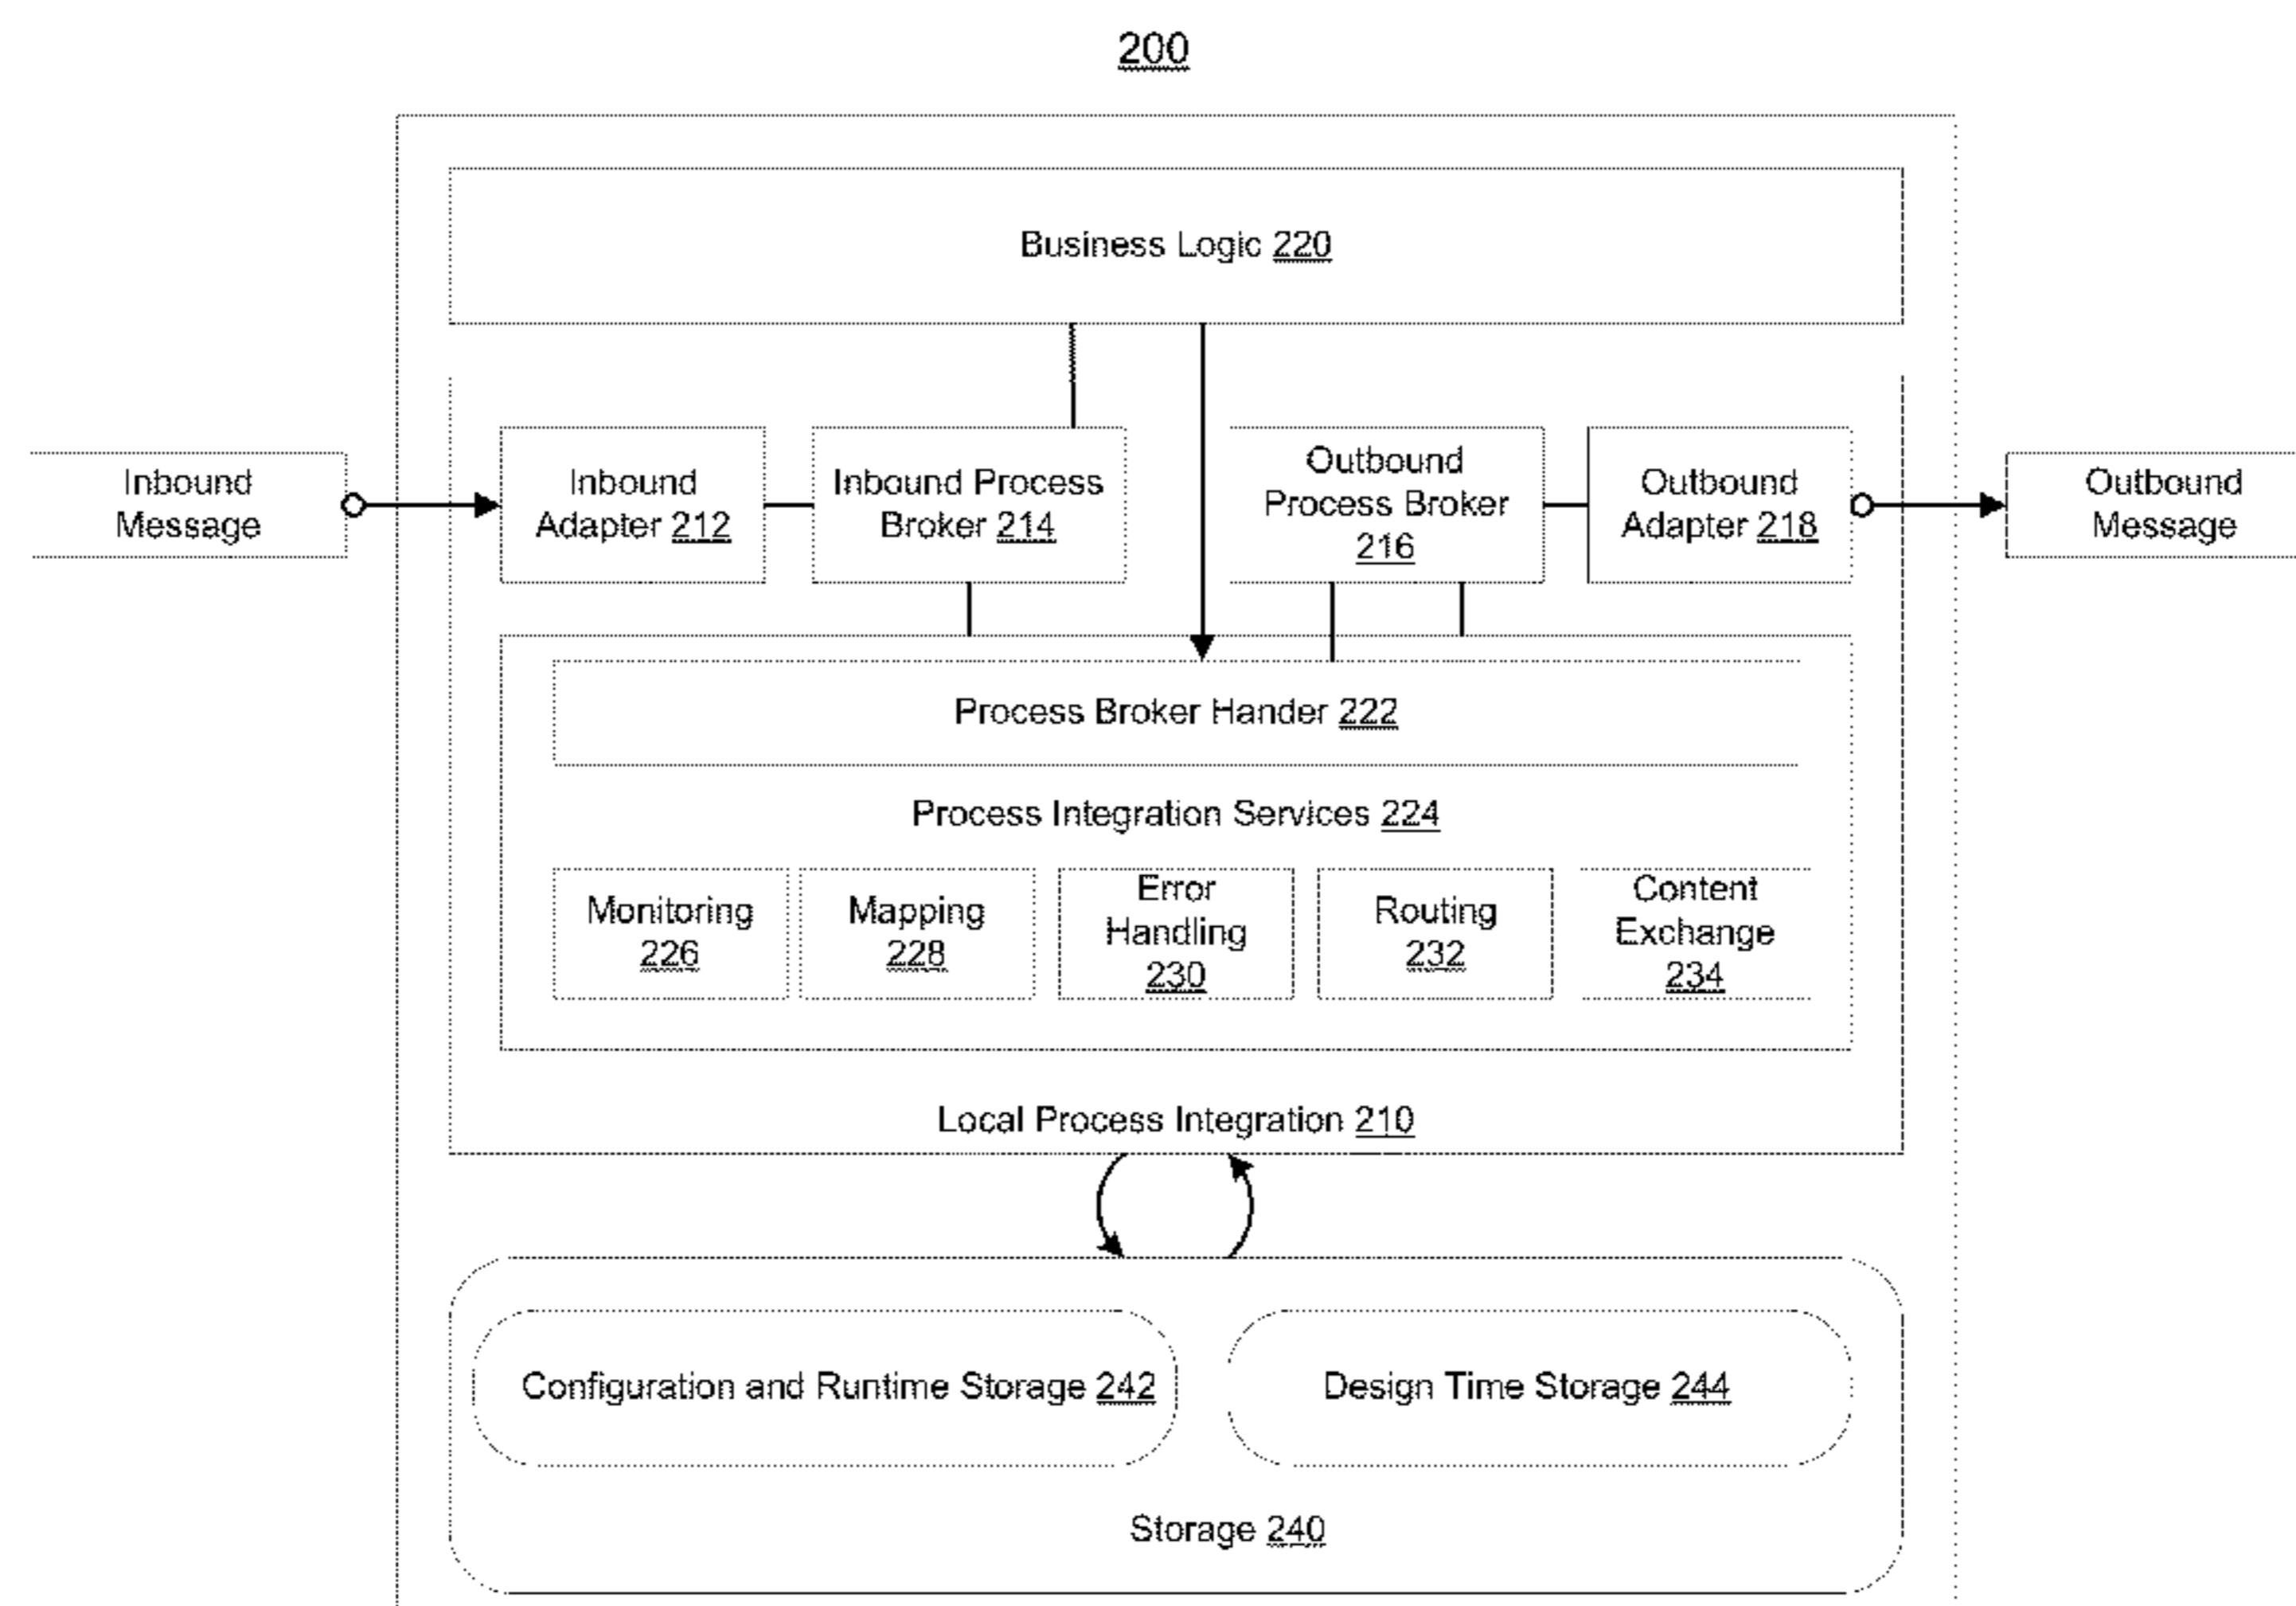 200
Business Logic 220
Inbound
Message
Inbound
Adapter 212
Inbound Process
Broker 214
Outbound
Process Broker
216
Outbound
Adapter 218
Outbound
Message
Process Broker Hander 222
Process Integration Services 224
Monitoring
226
Mapping
228
Error
Handling
230
Routing
232
Content
Exchange
234
Local Process Integration 210
Configuration and Runtime Storage 242
Design Time Storage 244
Storage 240